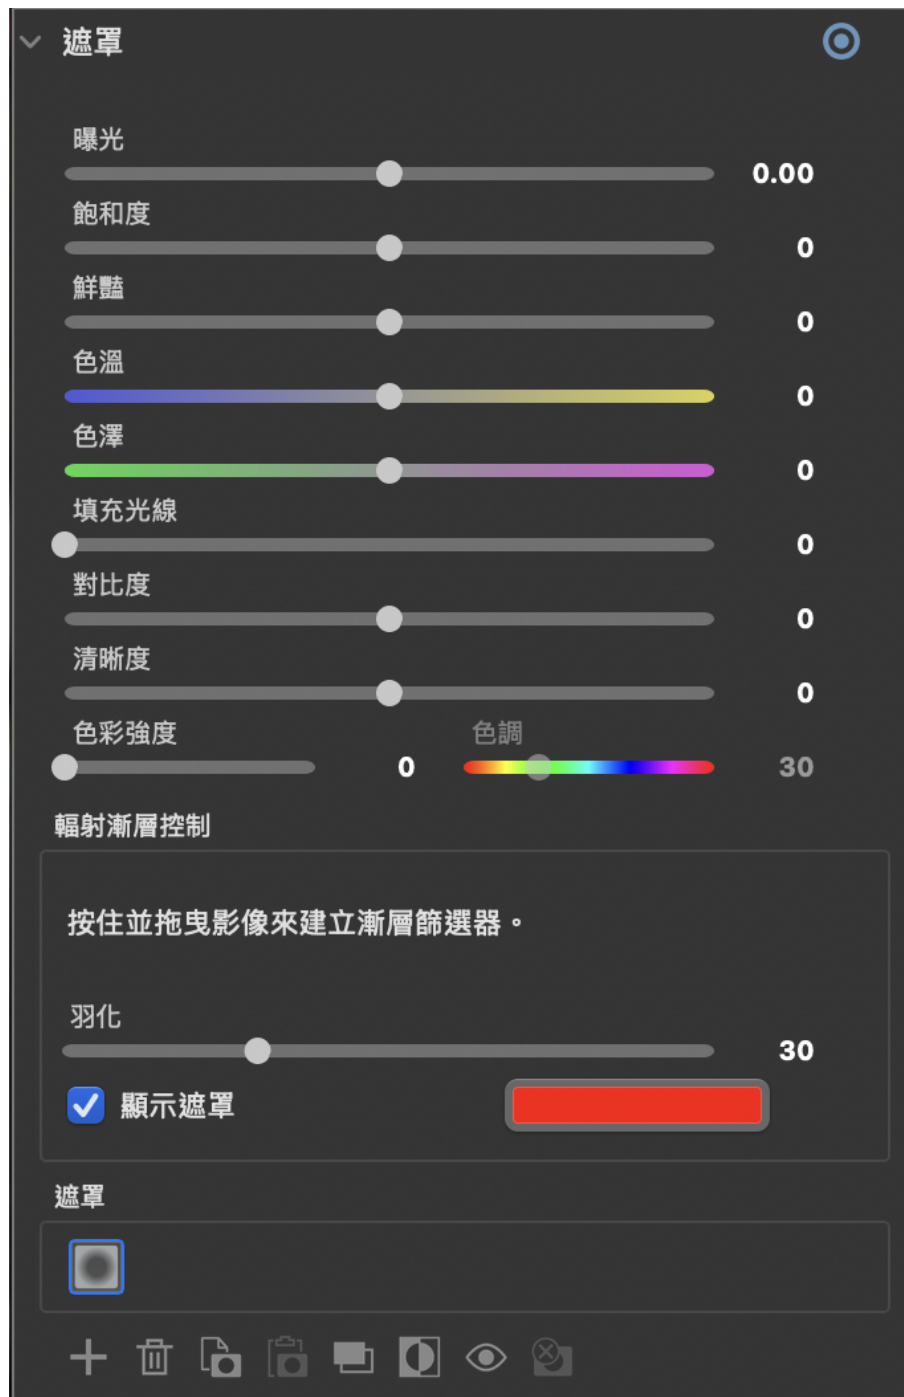 遮罩
曝光
0.00
飽和度
0
鮮豔
0
色溫
0
色澤
0
填充光線
0
對比度
0
清晰度
0
色彩強度 色調
0 30
輻射漸層控制
按住並拖曳影像來建立漸層篩選器。
羽化
30
顯示遮罩
遮罩